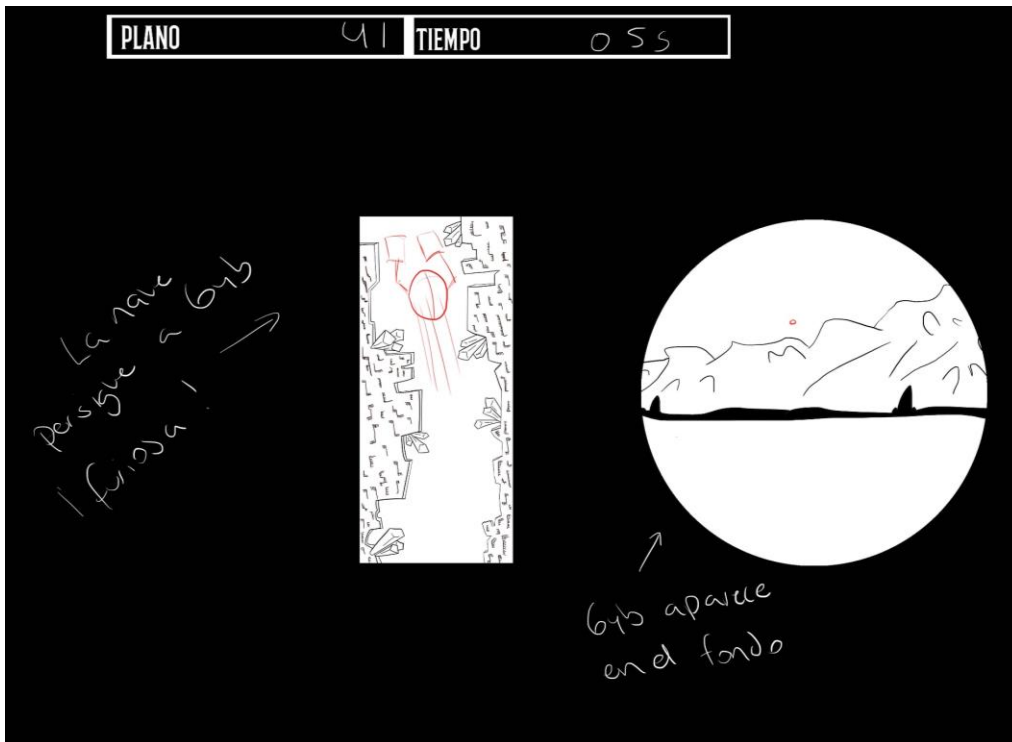 PLANO 41 TIEMPO 05s
La nave
persigue a Gyb
¡furiosa!
Gyb aparece
en el fondo